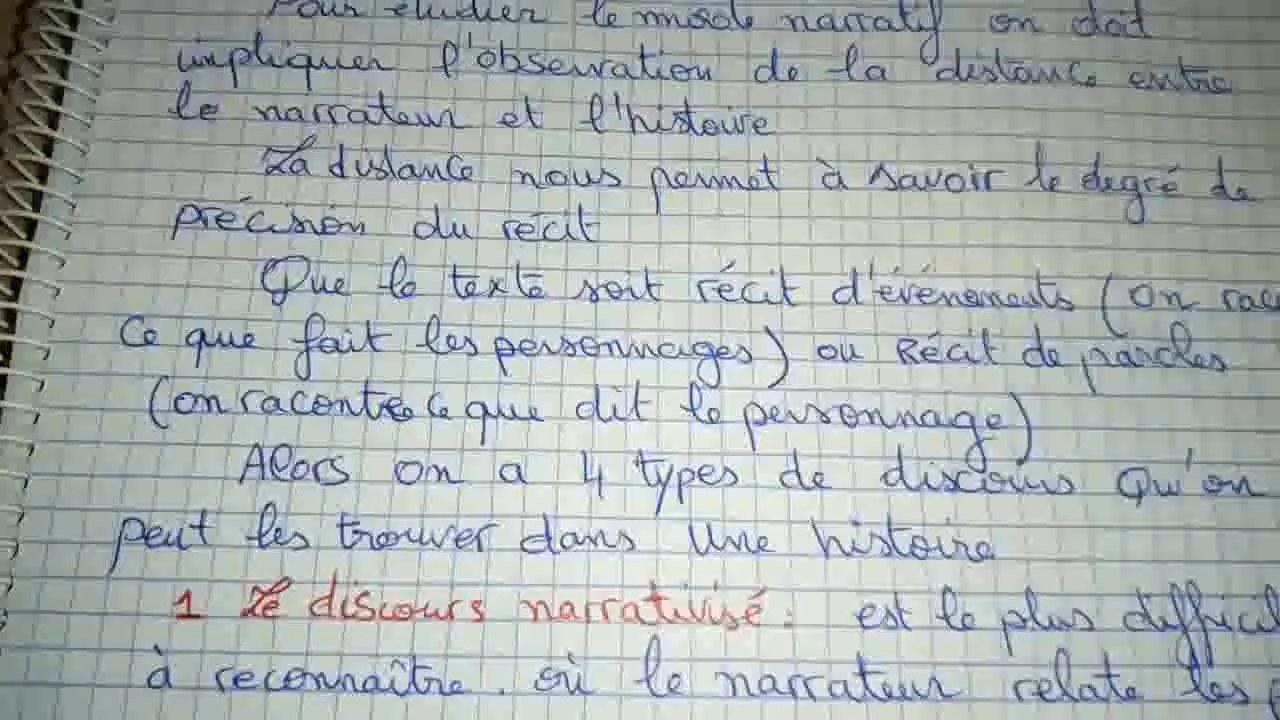 Pour étudier le mode narratif on doit
impliquer l'observation de la distance entre
le narrateur et l'histoire
La distance nous permet à savoir le degré de
précision du récit
Que le texte soit récit d'événements (on rac
ce que fait les personnages) ou Récit de paroles
(on raconte ce que dit le personnage)
Alors on a 4 types de discours Qu'on
peut les trouver dans Une histoire
1 Le discours narrativisé : est le plus difficil
à reconnaître. où le narrateur relate les p